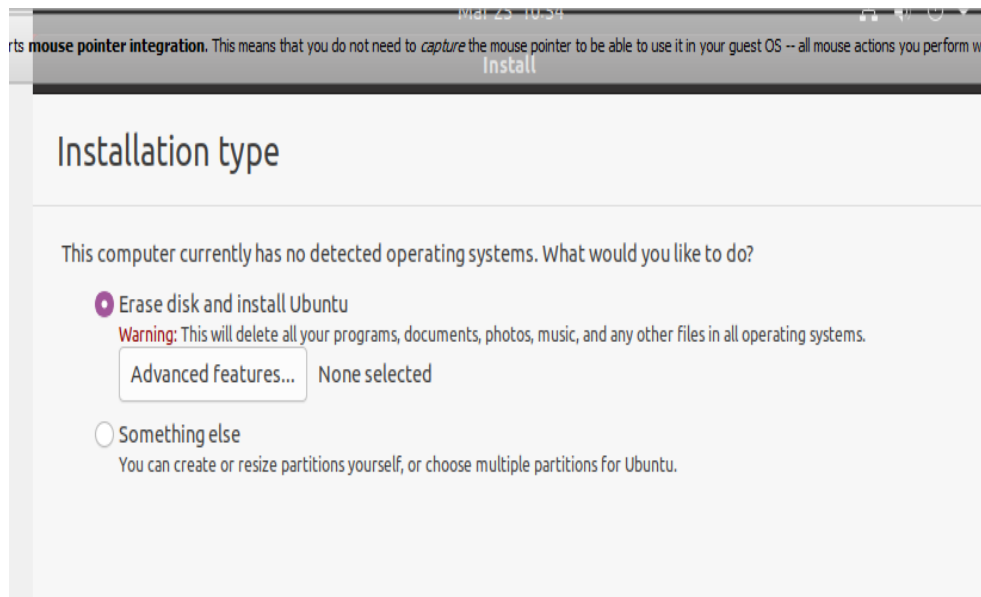 Mar 25 10:34
rts mouse pointer integration. This means that you do not need to capture the mouse pointer to be able to use it in your guest OS -- all mouse actions you perform w
Install
Installation type
This computer currently has no detected operating systems. What would you like to do?
Erase disk and install Ubuntu
Warning: This will delete all your programs, documents, photos, music, and any other files in all operating systems.
Advanced features... None selected
Something else
You can create or resize partitions yourself, or choose multiple partitions for Ubuntu.